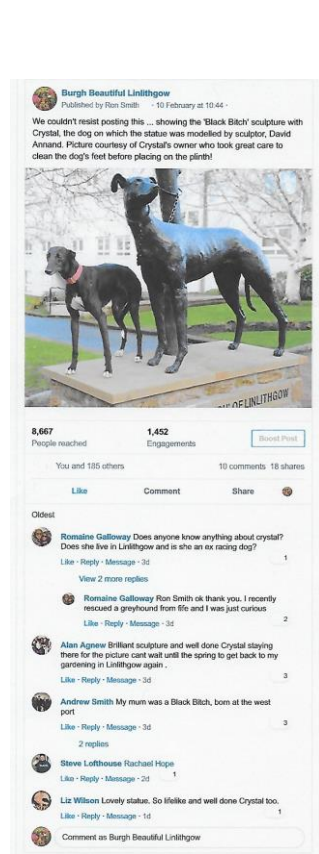 Burgh Beautiful Linlithgow
Published by Ron Smith · 10 February at 10:44 ·
We couldn't resist posting this ... showing the 'Black Bitch' sculpture with
Crystal, the dog on which the statue was modelled by sculptor, David
Annand. Picture courtesy of Crystal's owner who took great care to
clean the dog's feet before placing on the plinth!
OF LINLITHGOW
8,667
People reached
1,452
Engagements
Boost Post
You and 185 others
10 comments 18 shares
Like
Comment
Share
Oldest
Romaine Galloway Does anyone know anything about crystal?
Does she live in Linlithgow and is she an ex racing dog?
Like · Reply · Message · 3d
1
View 2 more replies
Romaine Galloway Ron Smith ok thank you. I recently
rescued a greyhound from fife and I was just curious
Like · Reply · Message · 3d
2
Alan Agnew Brilliant sculpture and well done Crystal staying
there for the picture cant wait until the spring to get back to my
gardening in Linlithgow again .
Like · Reply · Message · 3d
3
Andrew Smith My mum was a Black Bitch, born at the west
port
Like · Reply · Message · 3d
3
2 replies
Steve Lofthouse Rachael Hope
Like · Reply · Message · 2d
1
Liz Wilson Lovely statue. So lifelike and well done Crystal too.
Like · Reply · Message · 1d
1
Comment as Burgh Beautiful Linlithgow